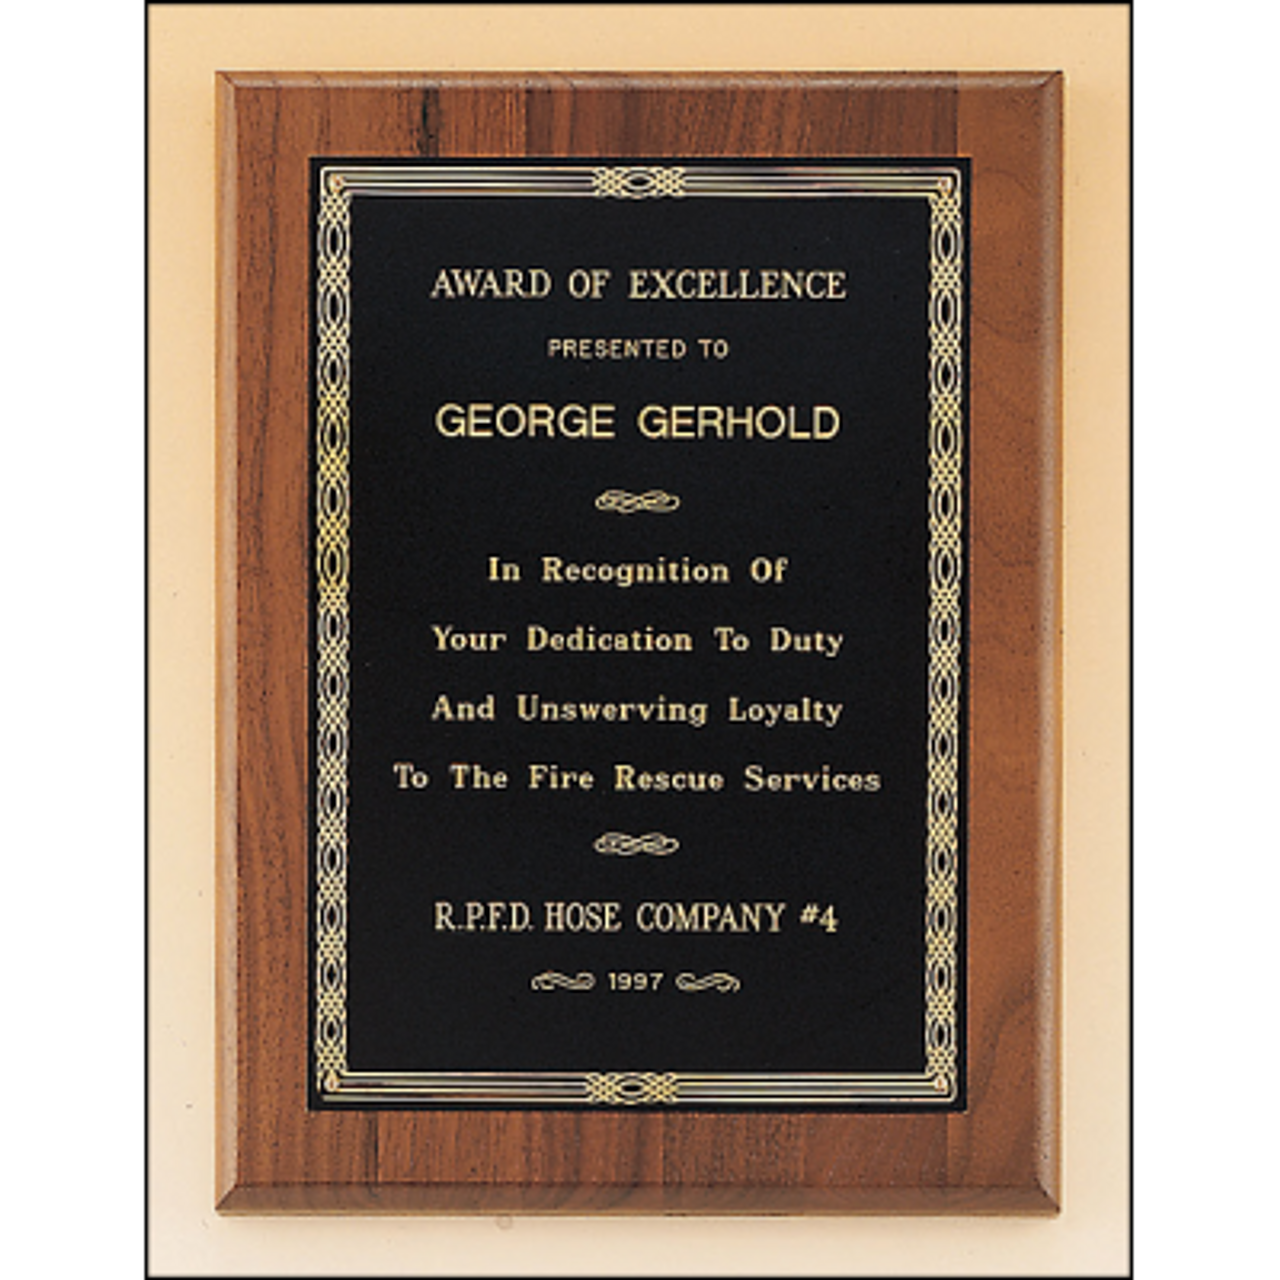 AWARD OF EXCELLENCE
PRESENTED TO
GEORGE GERHOLD
In Recognition Of
Your Dedication To Duty
And Unswerving Loyalty
To The Fire Rescue Services
R.P.F.D. HOSE COMPANY #4
1997